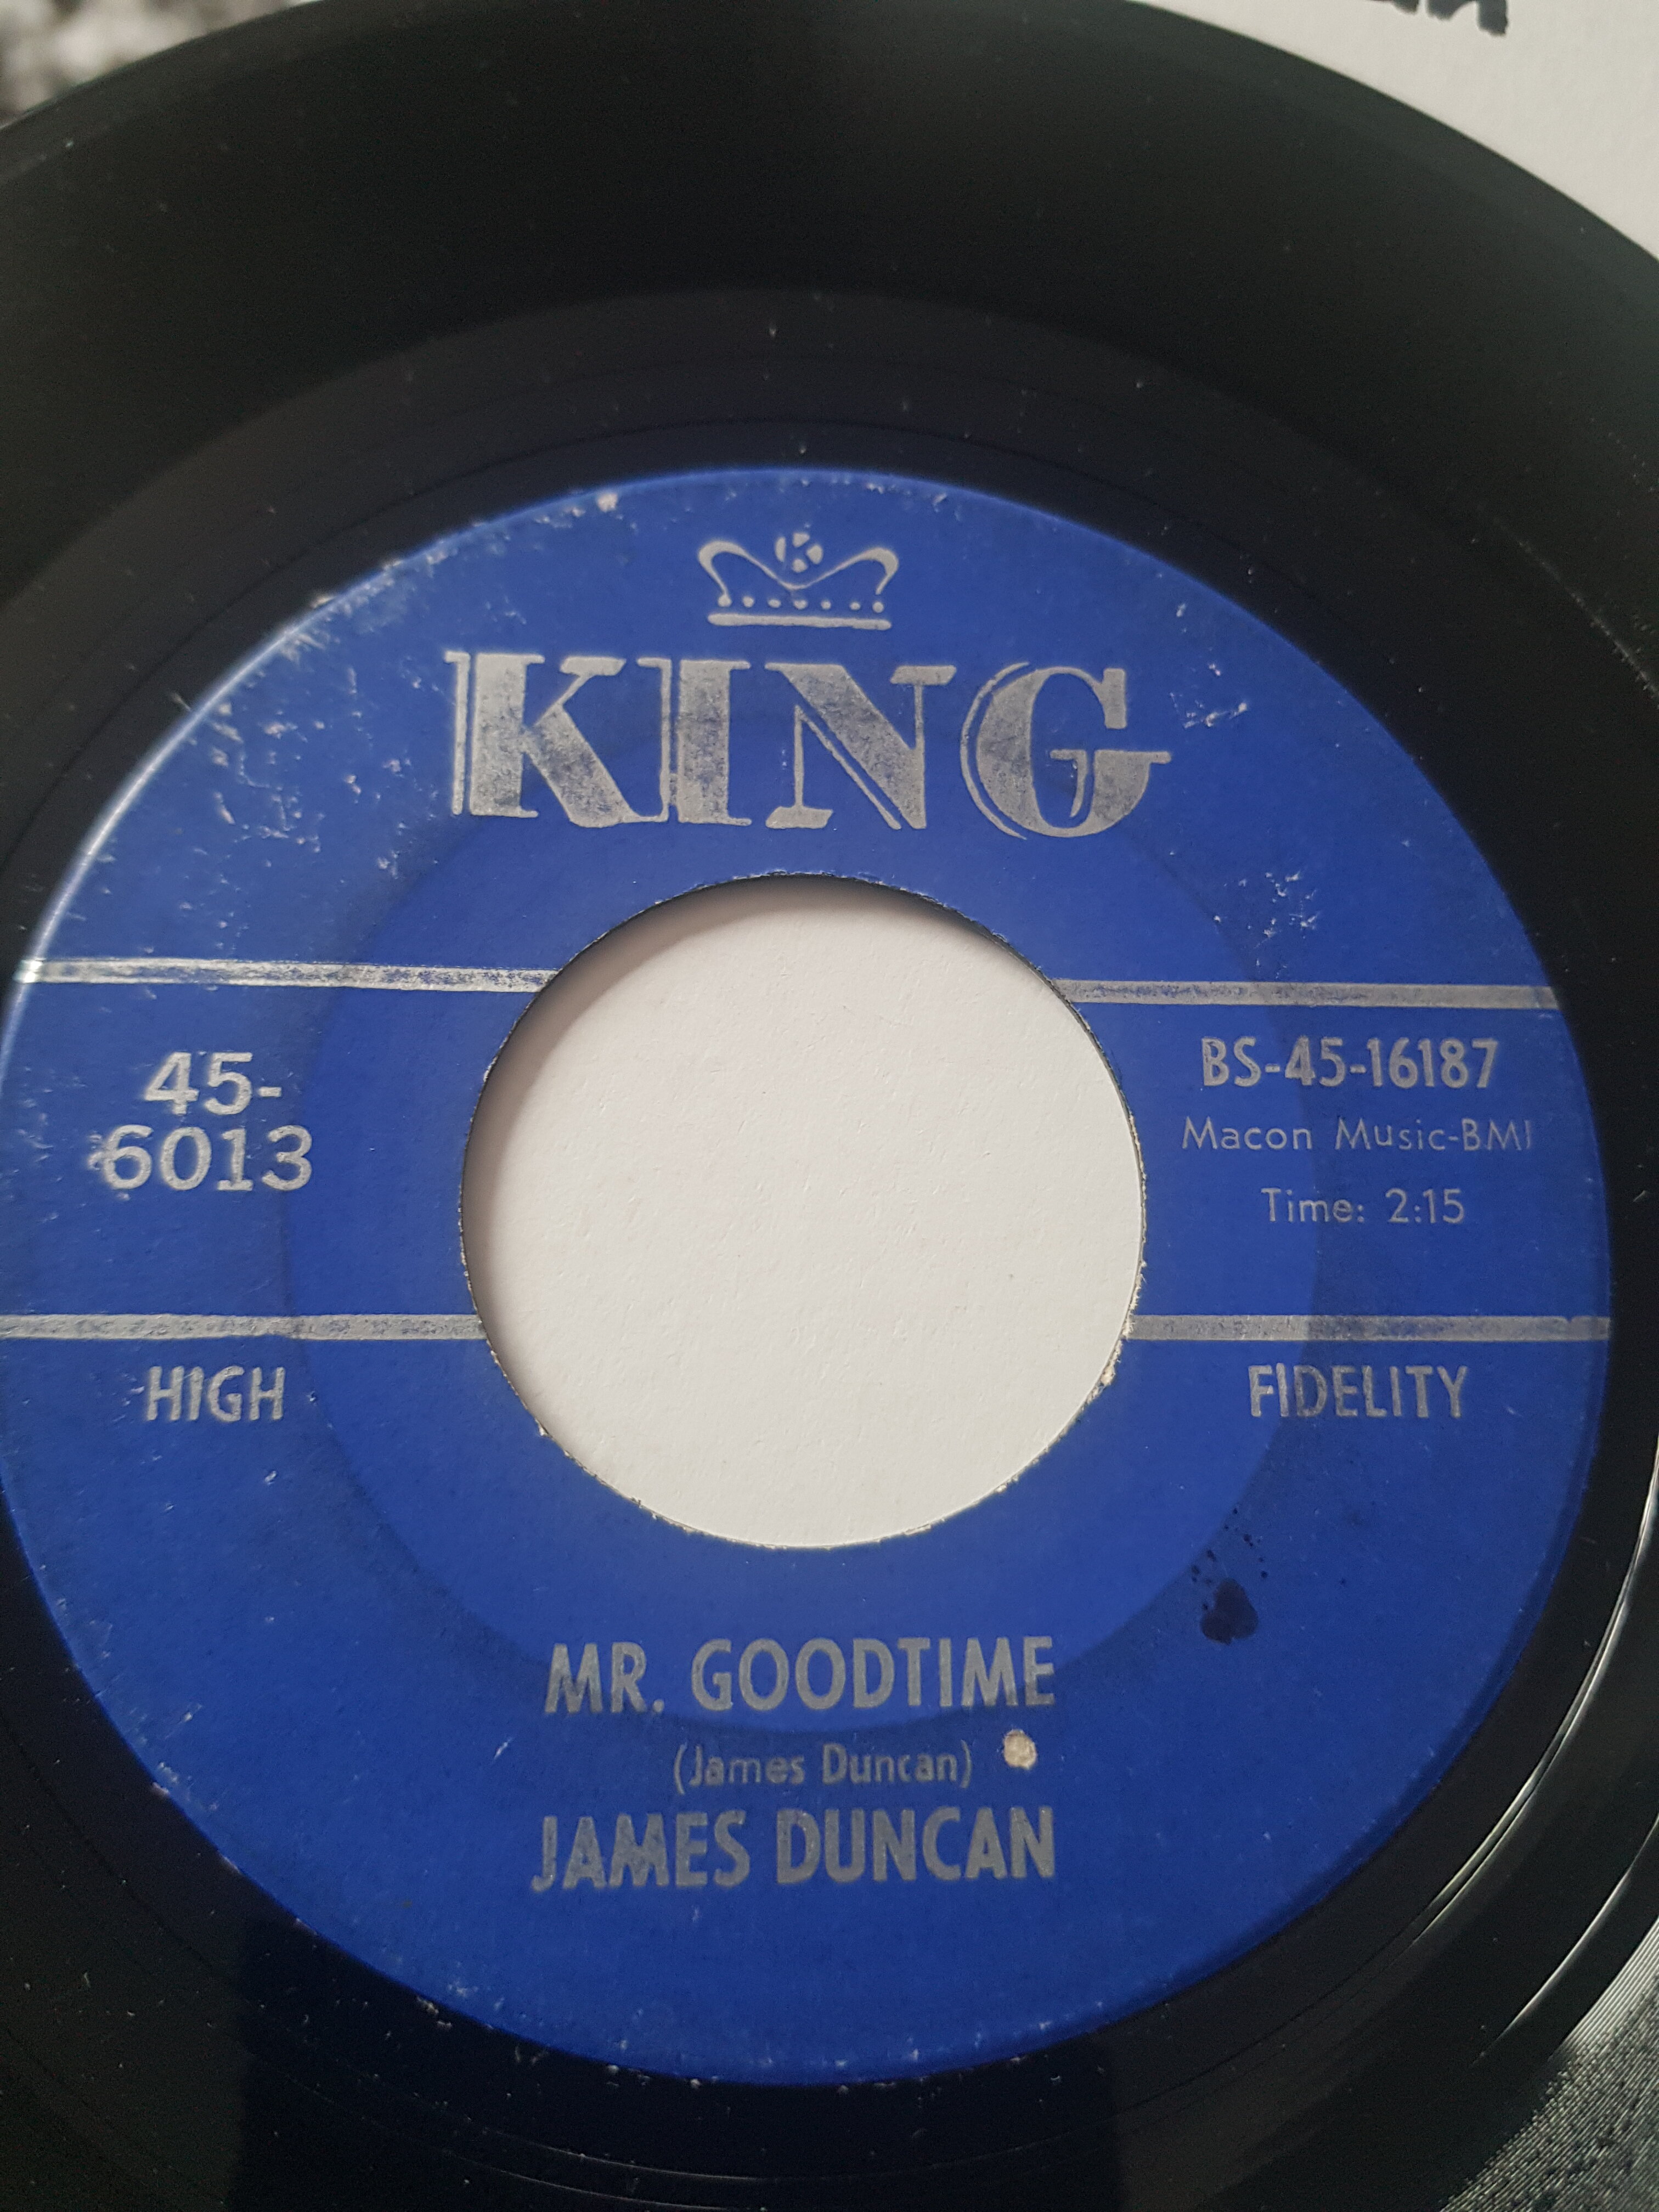 K
KING
45-
6013
BS-45-16187
Macon Music-BMI
Time: 2:15
HIGH
FIDELITY
MR. GOODTIME
(James Duncan)
JAMES DUNCAN